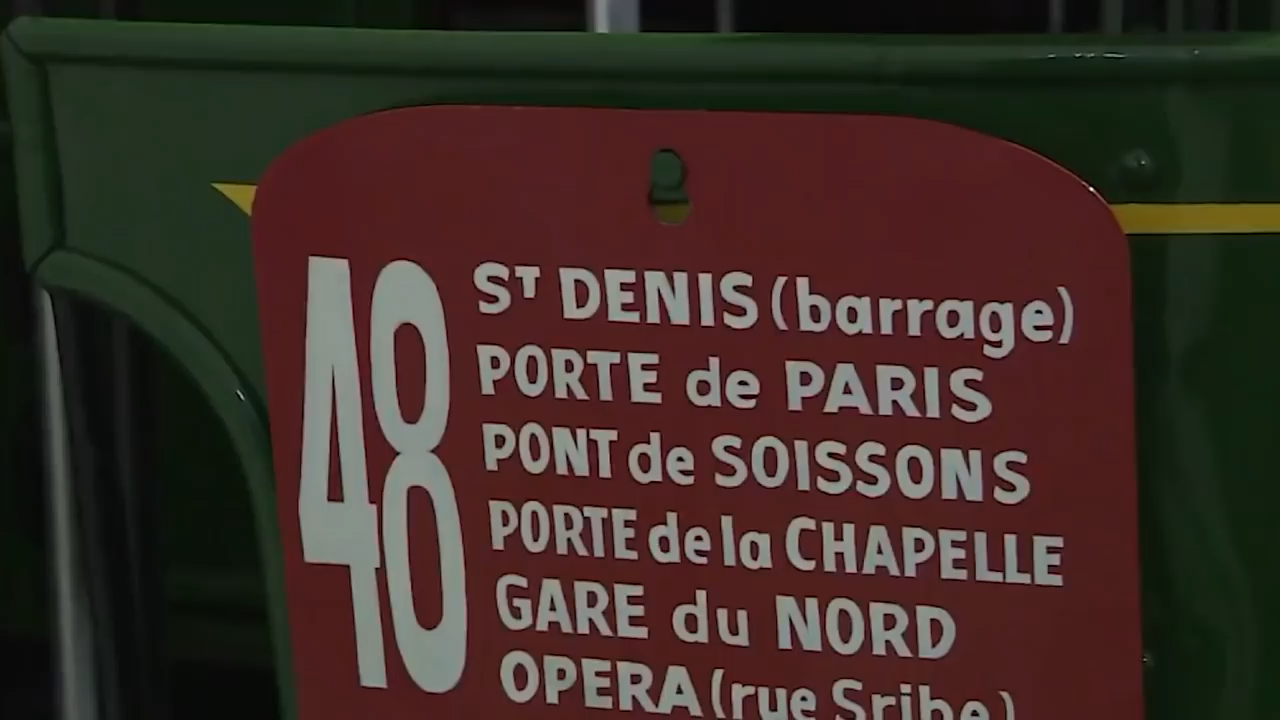 48
ST DENIS (barrage)
PORTE de PARIS
PONT de SOISSONS
PORTE de la CHAPELLE
GARE du NORD
OPERA (rue Sribe)